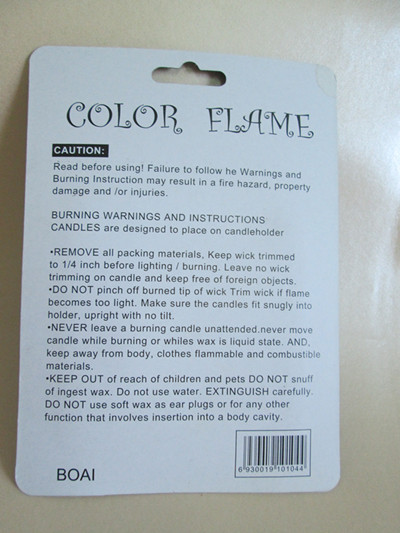 COLOR FLAME
CAUTION:
Read before using! Failure to follow he Warnings and
Burning Instruction may result in a fire hazard, property
damage and /or injuries.
BURNING WARNINGS AND INSTRUCTIONS
CANDLES are designed to place on candleholder
•REMOVE all packing materials, Keep wick trimmed
to 1/4 inch before lighting / burning. Leave no wick
trimming on candle and keep free of foreign objects.
•DO NOT pinch off burned tip of wick Trim wick if flame
becomes too light. Make sure the candles fit snugly into
holder, upright with no tilt.
•NEVER leave a burning candle unattended.never move
candle while burning or whiles wax is liquid state. AND,
keep away from body, clothes flammable and combustible
materials.
•KEEP OUT of reach of children and pets DO NOT snuff
of ingest wax. Do not use water. EXTINGUISH carefully.
DO NOT use soft wax as ear plugs or for any other
function that involves insertion into a body cavity.
6 930019 101044
BOAI